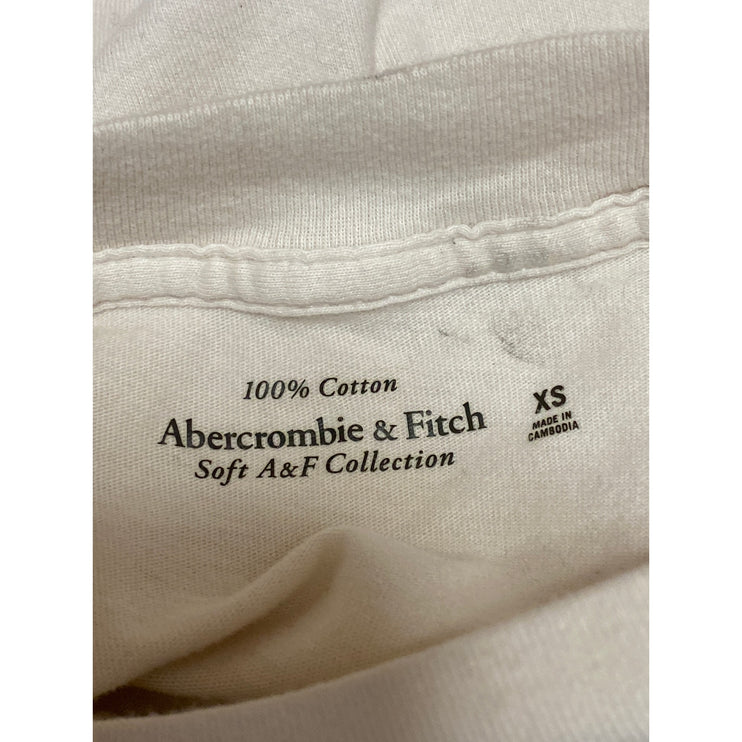 100% Cotton
Abercrombie & Fitch
Soft A&F Collection
XS
MADE IN
CAMBODIA